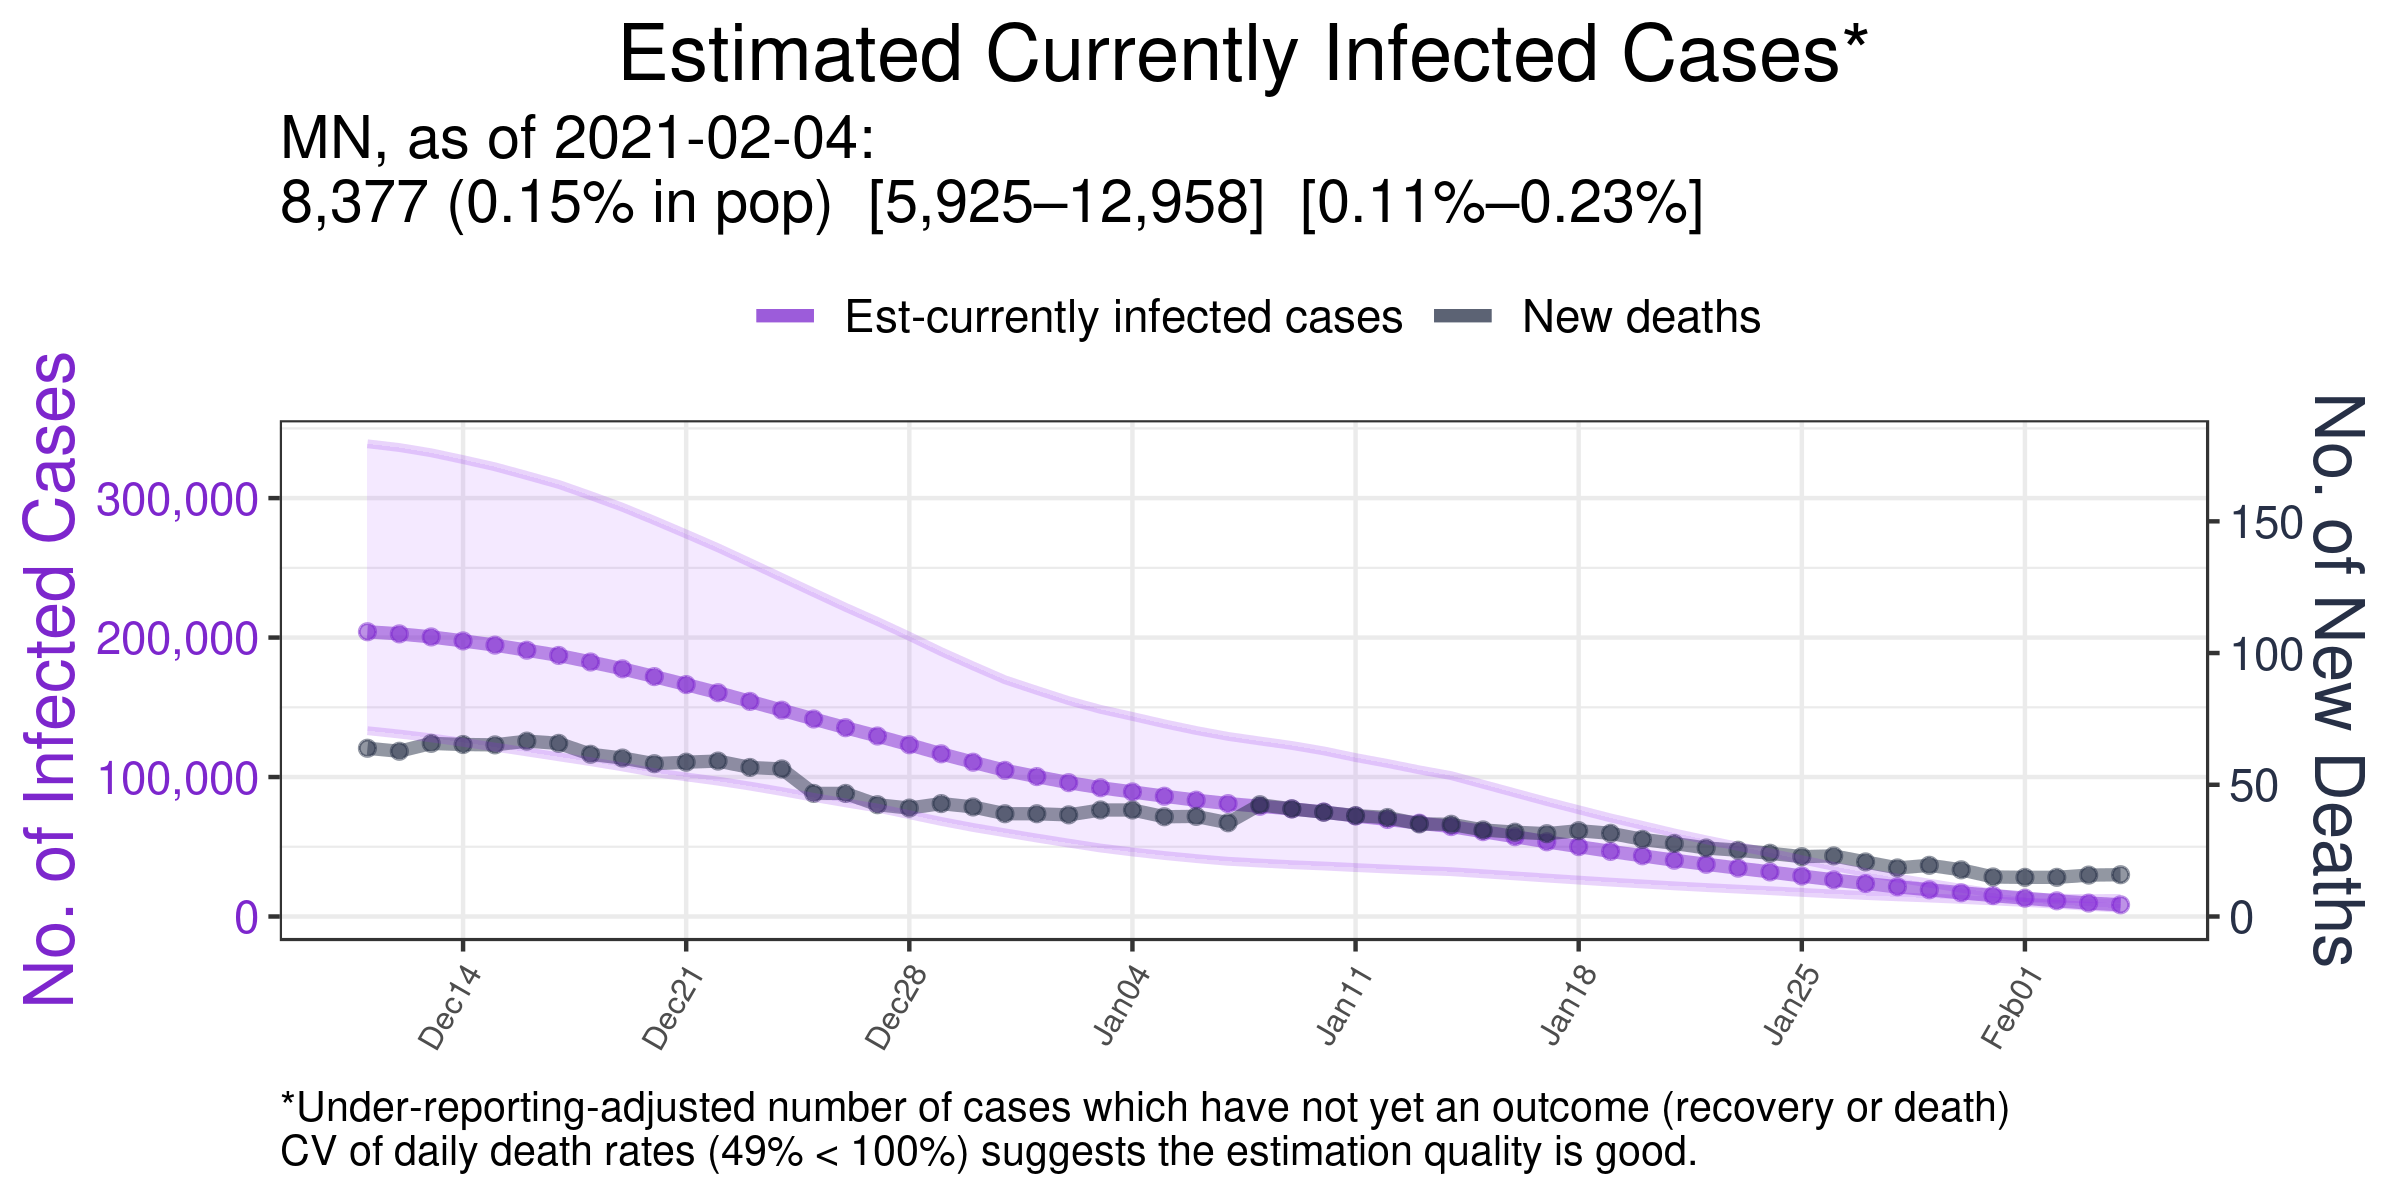 Estimated Currently Infected Cases*
MN, as of 2021-02-04:
8,377 (0.15% in pop)  [5,925–12,958]  [0.11%–0.23%]
Est-currently infected cases
New deaths
No. of Infected Cases
300,000
200,000
100,000
0
150
100
50
0
No. of New Deaths
Dec14
Dec21
Dec28
Jan04
Jan11
Jan18
Jan25
Feb01
*Under-reporting-adjusted number of cases which have not yet an outcome (recovery or death)
CV of daily death rates (49% < 100%) suggests the estimation quality is good.